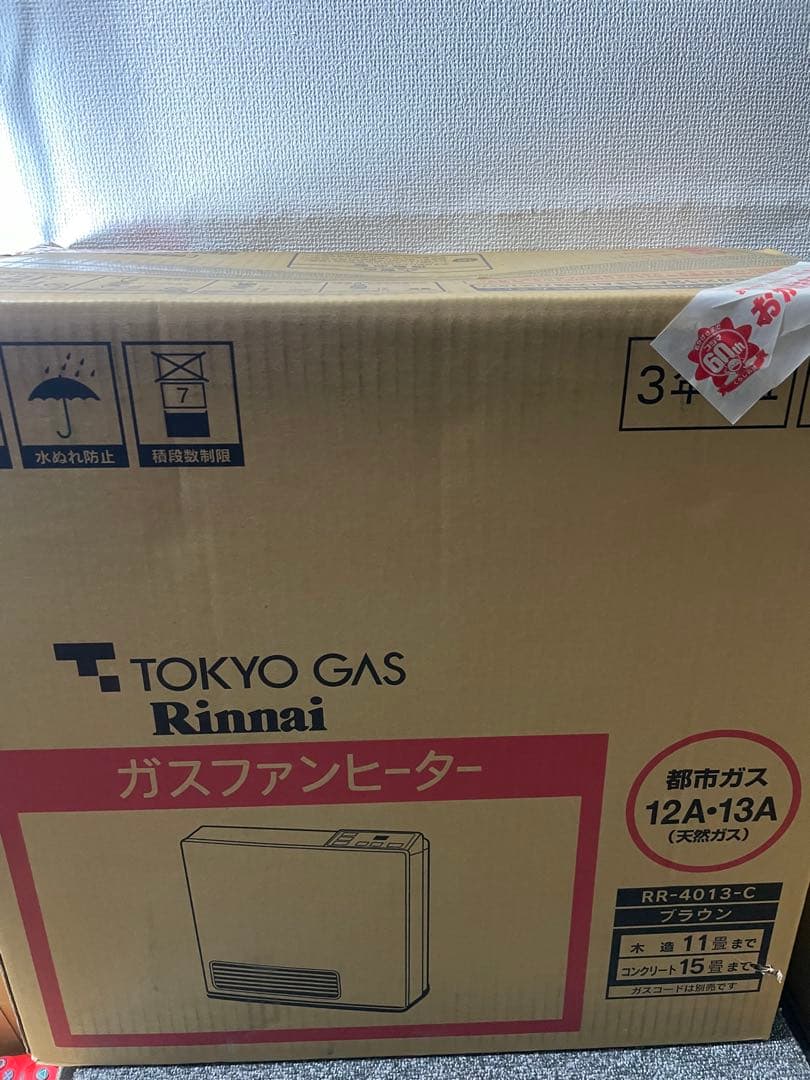 水ぬれ防止
7
積段数制限
3年
60th
TOKYO GAS
Rinnai
ガスファンヒーター
都市ガス
12A・13A
(天然ガス)
RR-4013-C
ブラウン
木 造 11畳まで
コンクリート 15畳まで
ガスコードは別売です